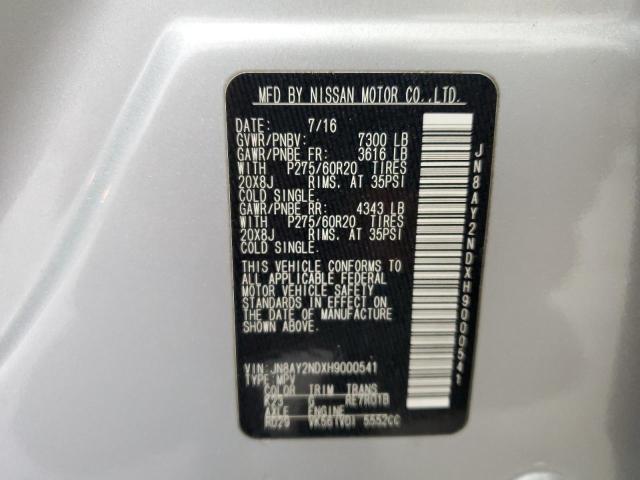 MFD BY NISSAN MOTOR CO.,LTD.
DATE: 7/16
GVWR/PNBV: 7300 LB
GAWR/PNBE FR: 3616 LB
WITH P275/60R20 TIRES
20X8J RIMS. AT 35PSI
COLD SINGLE.
GAWR/PNBE RR: 4343 LB
WITH P275/60R20 TIRES
20X8J RIMS. AT 35PSI
COLD SINGLE.
THIS VEHICLE CONFORMS TO
ALL APPLICABLE FEDERAL
MOTOR VEHICLE SAFETY
STANDARDS IN EFFECT ON
THE DATE OF MANUFACTURE
SHOWN ABOVE.
VIN: JN8AY2NDXH9000541
TYPE: MPV
COLOR TRIM TRANS
K23 G RE7R01B
AXLE ENGINE
RD29 VK56(VD) 5552CC
JN8AY2NDXH9000541